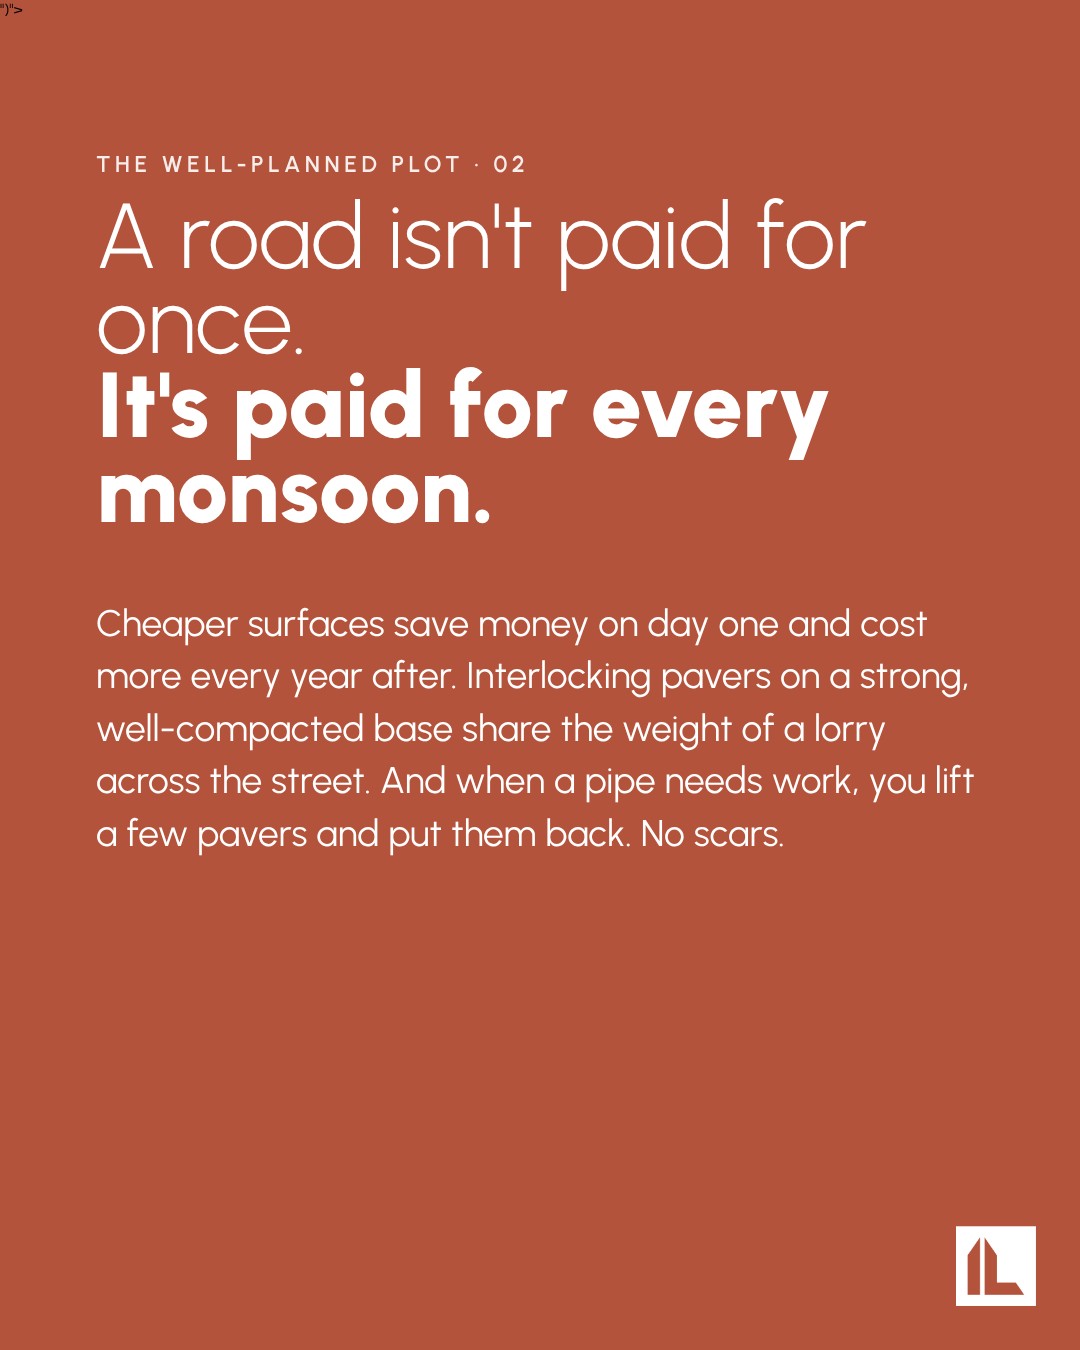 ")">
THE WELL-PLANNED PLOT · 02
A road isn't paid for
once.
It's paid for every
monsoon.
Cheaper surfaces save money on day one and cost
more every year after. Interlocking pavers on a strong,
well-compacted base share the weight of a lorry
across the street. And when a pipe needs work, you lift
a few pavers and put them back. No scars.
IL